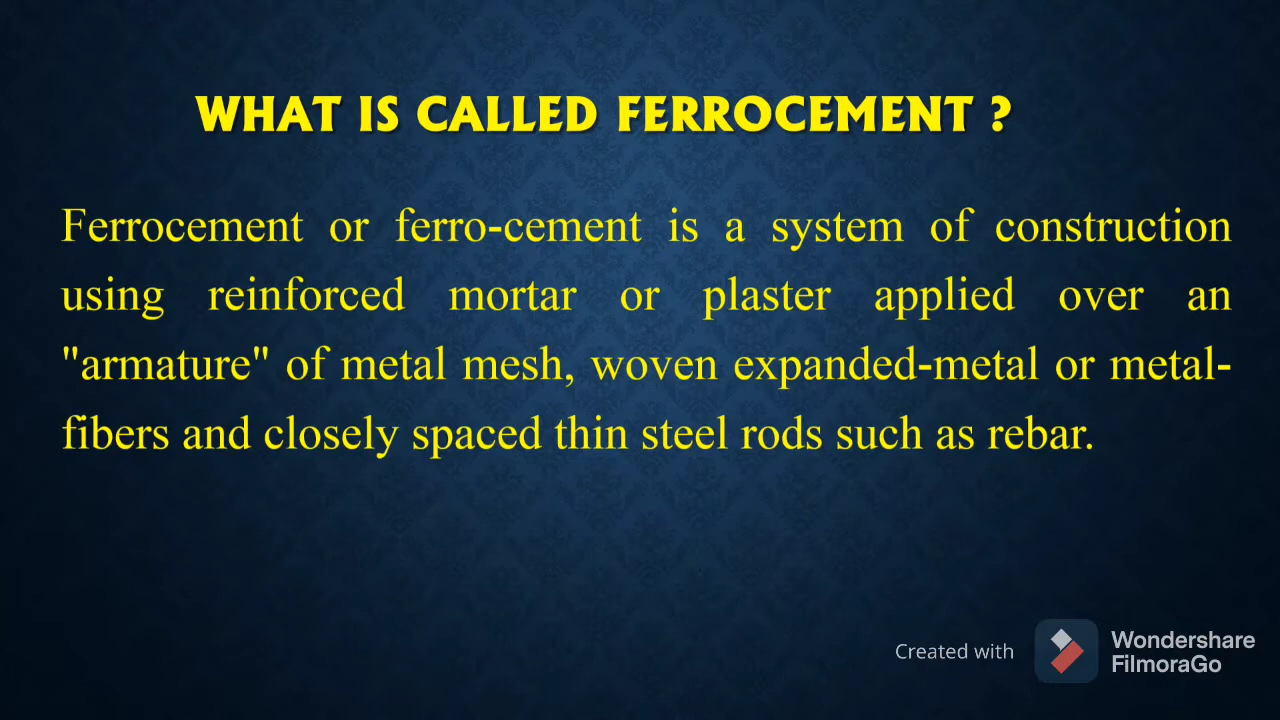 WHAT IS CALLED FERROCEMENT ?
Ferrocement or ferro-cement is a system of construction
using reinforced mortar or plaster applied over an
"armature" of metal mesh, woven expanded-metal or metal-
fibers and closely spaced thin steel rods such as rebar.
Created with
Wondershare
FilmoraGo